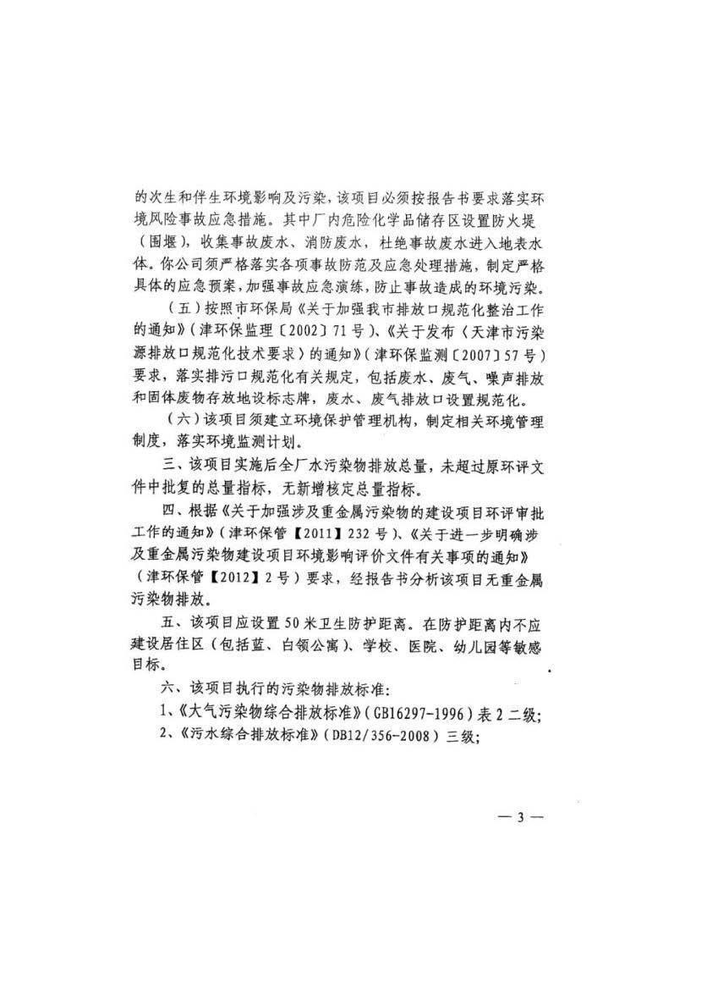 的次生和伴生环境影响及污染，该项目必须按报告书要求落实环
境风险事故应急措施。其中厂内危险化学品储存区设置防火堤
（围堰），收集事故废水、消防废水，杜绝事故废水进入地表水
体。你公司须严格落实各项事故防范及应急处理措施，制定严格
具体的应急预案，加强事故应急演练，防止事故造成的环境污染。
（五）按照市环保局《关于加强我市排放口规范化整治工作
的通知》（津环保监理〔2002〕71号）、《关于发布〈天津市污染
源排放口规范化技术要求〉的通知》（津环保监测〔2007〕57号）
要求，落实排污口规范化有关规定，包括废水、废气、噪声排放
和固体废物存放地设标志牌，废水、废气排放口设置规范化。
（六）该项目须建立环境保护管理机构，制定相关环境管理
制度，落实环境监测计划。
三、该项目实施后全厂水污染物排放总量，未超过原环评文
件中批复的总量指标，无新增核定总量指标。
四、根据《关于加强涉及重金属污染物的建设项目环评审批
工作的通知》（津环保管【2011】232号）、《关于进一步明确涉
及重金属污染物建设项目环境影响评价文件有关事项的通知》
（津环保管【2012】2号）要求，经报告书分析该项目无重金属
污染物排放。
五、该项目应设置50米卫生防护距离。在防护距离内不应
建设居住区（包括蓝、白领公寓）、学校、医院、幼儿园等敏感
目标。
六、该项目执行的污染物排放标准：
1、《大气污染物综合排放标准》（GB16297-1996）表2二级；
2、《污水综合排放标准》（DB12/356-2008）三级；
— 3 —